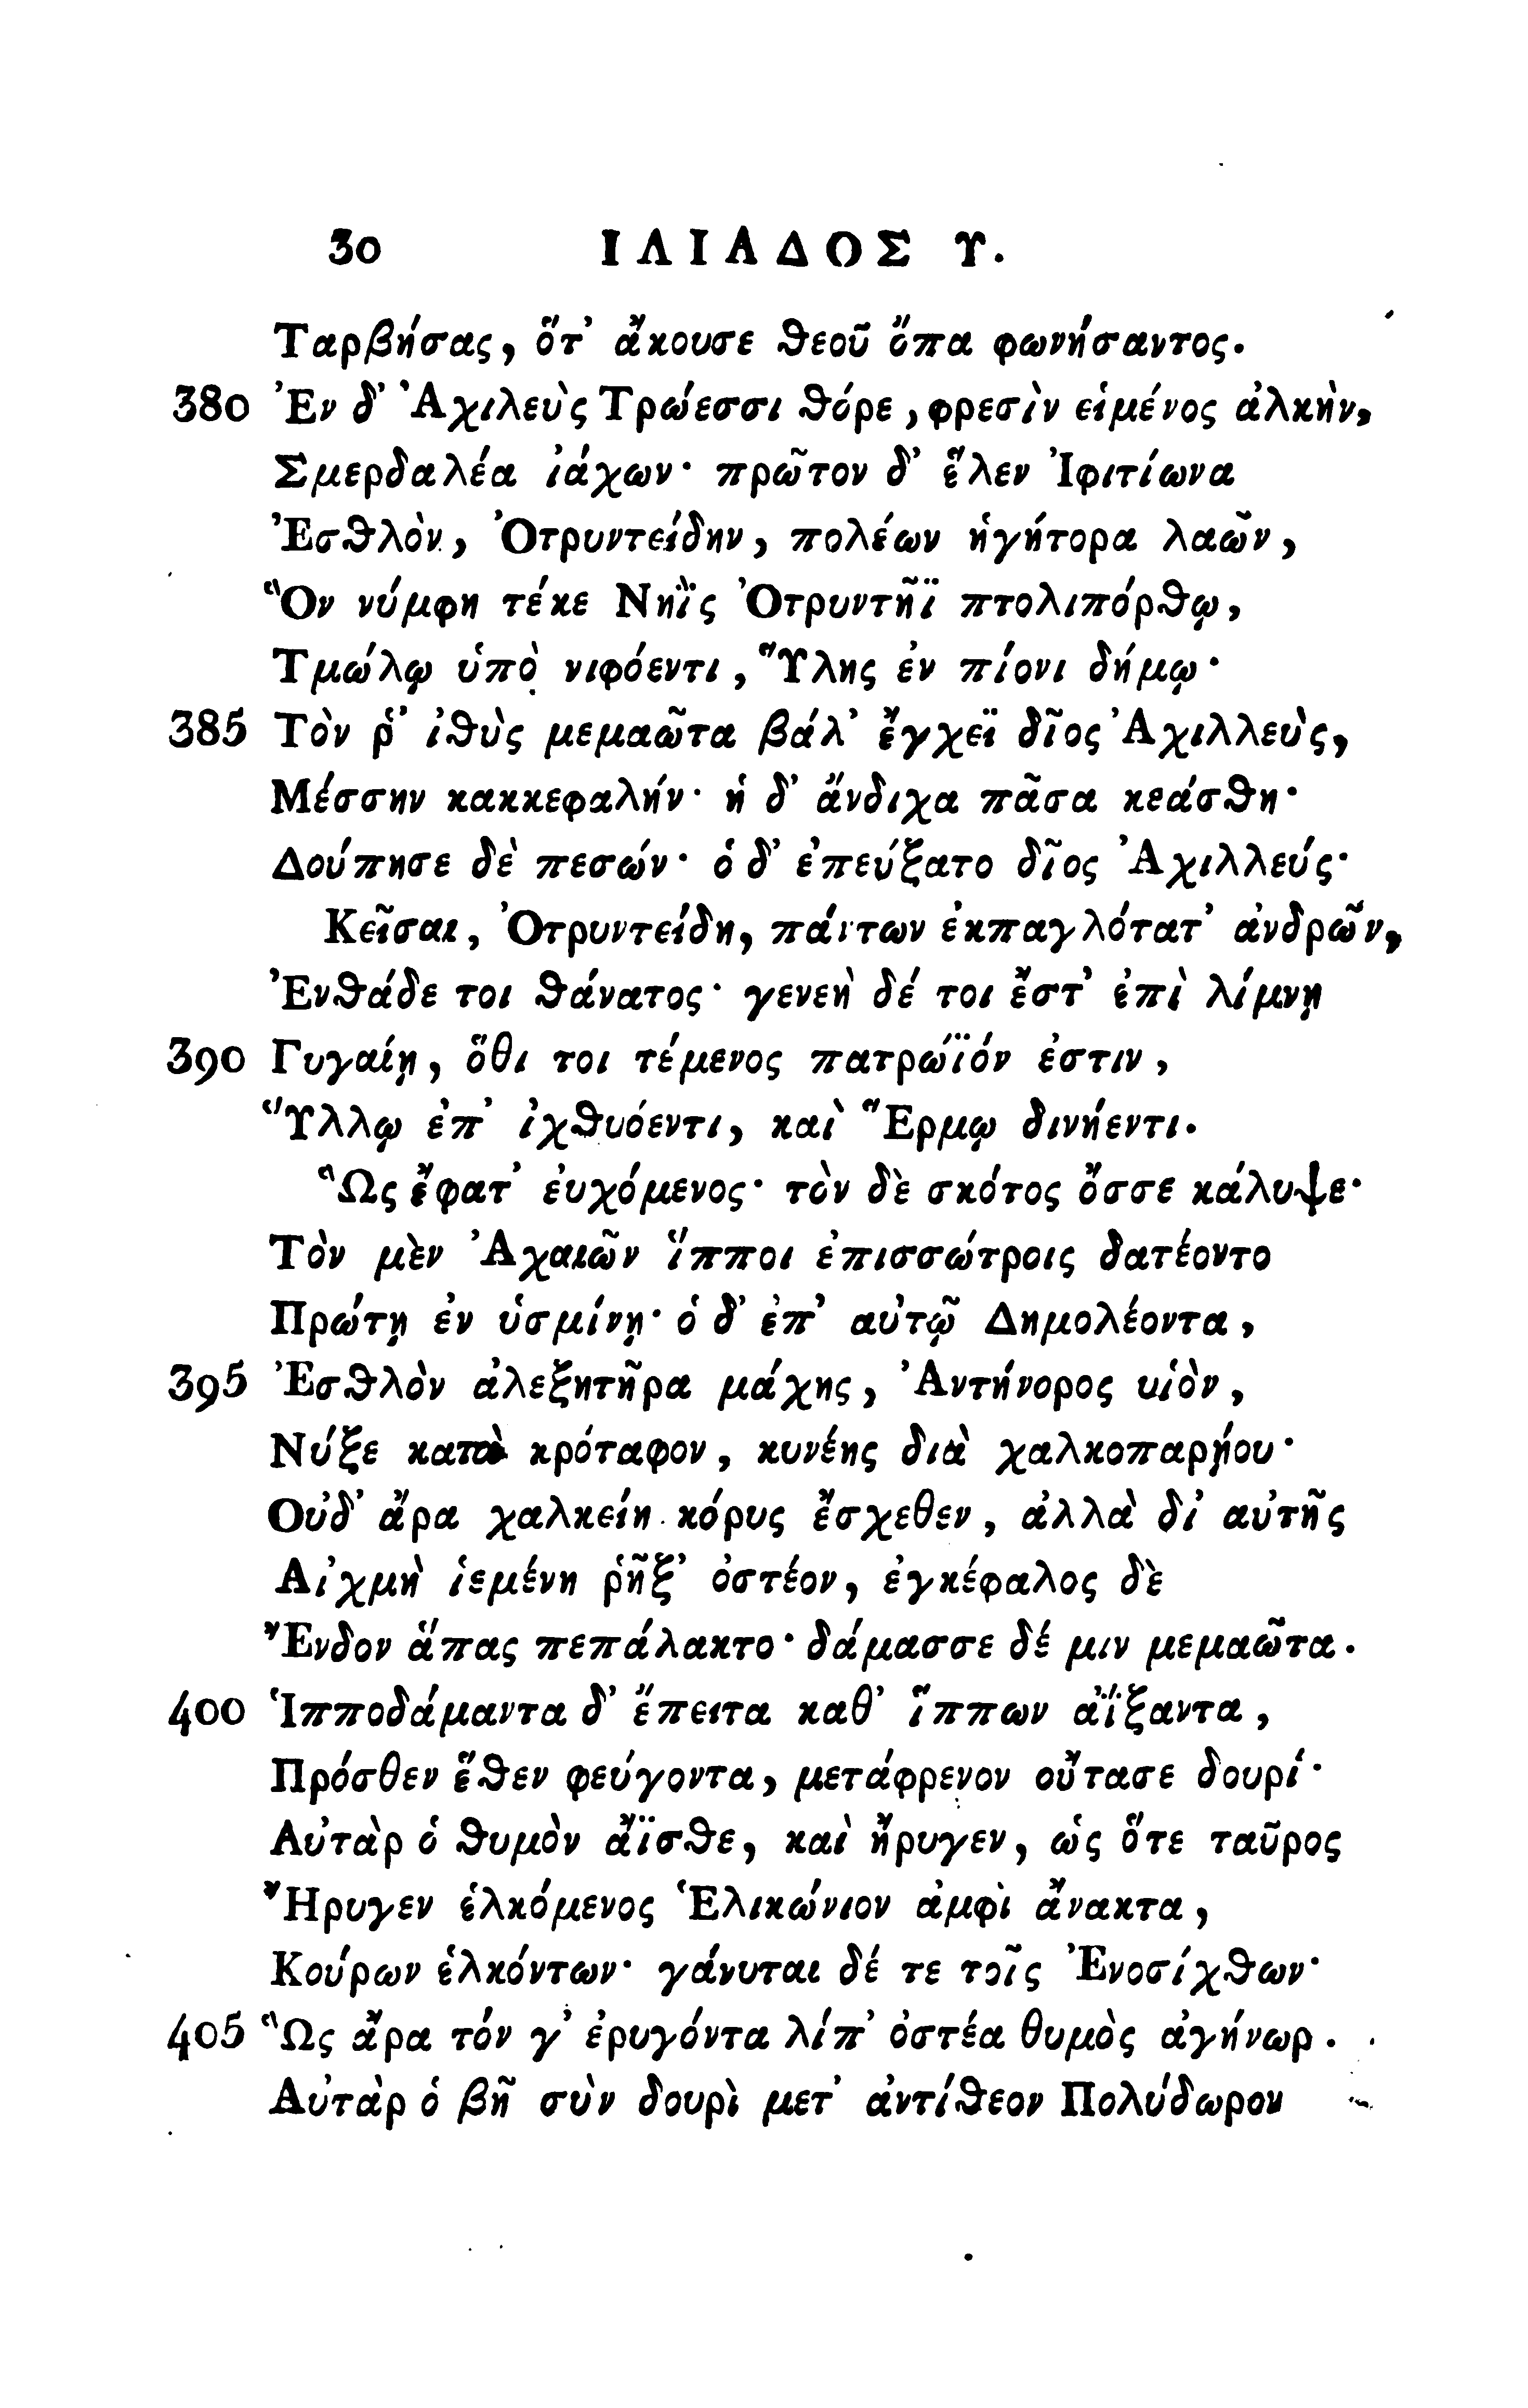 30 ΙΛΙΑΔΟΣ Υ.
Ταρβήσας, ὅτ᾽ ἄκουσε ϑεοῦ ὄπα φωνήσαντος.
380 Ἐν δ᾽ Ἀχιλεὺς Τρώεσσι ϑόρε, φρεσὶν εἱμένος ἀλκὴν,
Σμερδαλέα ἰάχων· πρῶτον δ᾽ ἕλεν Ἰφιτίωνα
Ἐσϑλὸν, Ὀτρυντείδην, πολέων ἡγήτορα λαῶν,
Ὃν νύμφη τέκε Νηῒς Ὀτρυντῆϊ πτολιπόρϑῳ,
Τμώλῳ ὑπὸ νιφόεντι, Ὕλης ἐν πίονι δήμῳ·
385 Τὸν ῥ᾽ ἰϑὺς μεμαῶτα βάλ᾽ ἔγχεϊ δῖος Ἀχιλλεὺς,
Μέσσην κακκεφαλήν· ἡ δ᾽ ἄνδιχα πᾶσα κεάσϑη·
Δούπησε δὲ πεσών· ὁ δ᾽ ἐπεύξατο δῖος Ἀχιλλεύς·
Κεῖσαι, Ὀτρυντείδη, πάντων ἐκπαγλότατ᾽ ἀνδρῶν,
Ἐνϑάδε τοι ϑάνατος· γενεὴ δέ τοι ἔστ᾽ ἐπὶ λίμνῃ
390 Γυγαίῃ, ὅθι τοι τέμενος πατρώϊόν ἐστιν,
Ὕλλῳ ἐπ᾽ ἰχϑυόεντι, καὶ Ἕρμῳ δινήεντι.
Ὣς ἔφατ᾽ ἐυχόμενος· τὸν δὲ σκότος ὄσσε κάλυψε·
Τὸν μὲν Ἀχαιῶν ἵπποι ἐπισσώτροις δατέοντο
Πρώτῃ ἐν ὑσμίνῃ· ὁ δ᾽ ἐπ᾽ αὐτῷ Δημολέοντα,
395 Ἐσϑλὸν ἀλεξητῆρα μάχης, Ἀντήνορος υἱὸν,
Νύξε κατὰ κρόταφον, κυνέης διὰ χαλκοπαρῄου·
Οὐδ᾽ ἄρα χαλκείη κόρυς ἔσχεθεν, ἀλλὰ δι᾽ αὐτῆς
Αἰχμὴ ἱεμένη ῥῆξ᾽ ὀστέον, ἐγκέφαλος δὲ
Ἔνδον ἅπας πεπάλακτο· δάμασσε δέ μιν μεμαῶτα.
400 Ἱπποδάμαντα δ᾽ ἔπειτα καθ᾽ ἵππων ἀΐξαντα,
Πρόσθεν ἕϑεν φεύγοντα, μετάφρενον οὔτασε δουρί·
Αὐτὰρ ὁ ϑυμὸν ἄϊσϑε, καὶ ἤρυγεν, ὡς ὅτε ταῦρος
Ἤρυγεν ἑλκόμενος Ἑλικώνιον ἀμφὶ ἄνακτα,
Κούρων ἑλκόντων· γάνυται δέ τε τοῖς Ἐνοσίχϑων·
405 Ὣς ἄρα τόν γ᾽ ἐρυγόντα λίπ᾽ ὀστέα θυμὸς ἀγήνωρ.
Αὐτὰρ ὁ βῆ σὺν δουρὶ μετ᾽ ἀντίϑεον Πολύδωρον